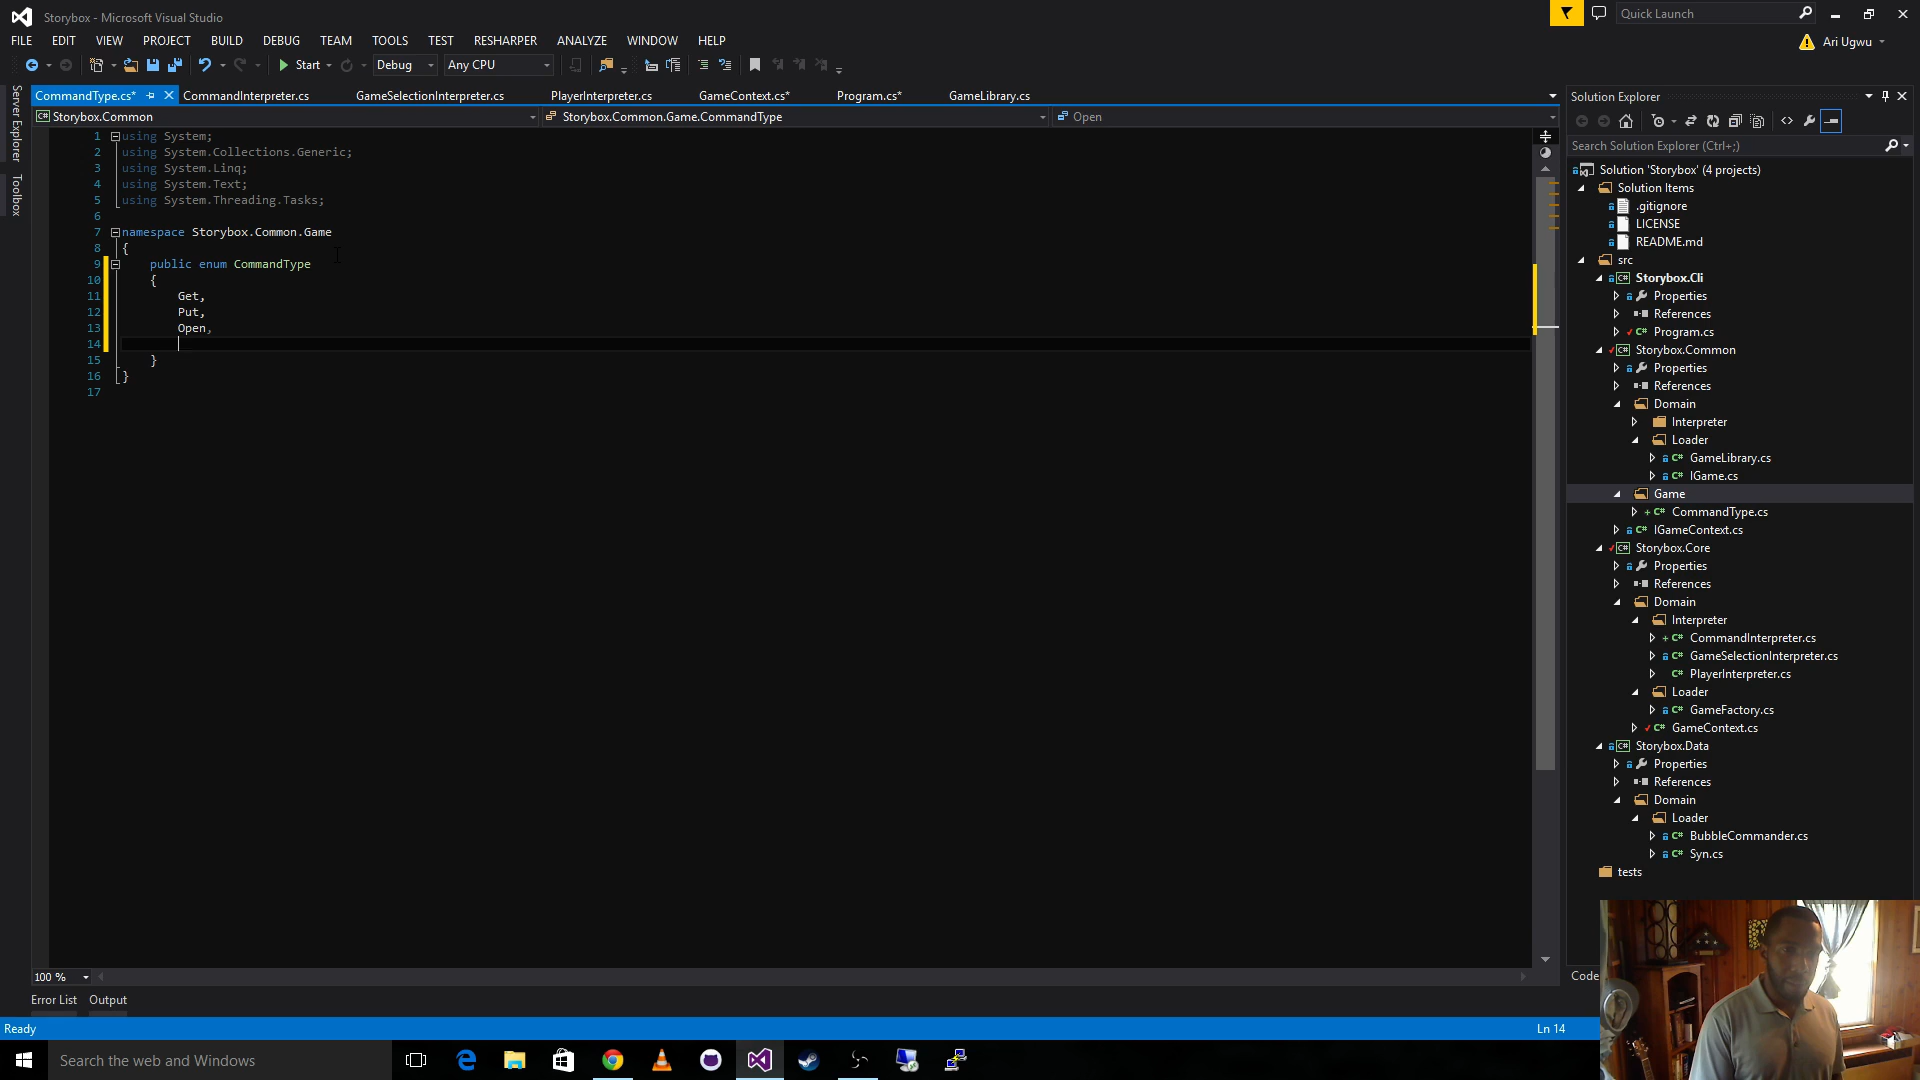 Storybox - Microsoft Visual Studio
Quick Launch
FILE EDIT VIEW PROJECT BUILD DEBUG TEAM TOOLS TEST RESHARPER ANALYZE WINDOW HELP
Ari Ugwu
Start Debug Any CPU
Server Explorer
Toolbox
CommandType.cs* CommandInterpreter.cs GameSelectionInterpreter.cs PlayerInterpreter.cs GameContext.cs* Program.cs* GameLibrary.cs
Storybox.Common Storybox.Common.Game.CommandType Open
1 using System;
2 using System.Collections.Generic;
3 using System.Linq;
4 using System.Text;
5 using System.Threading.Tasks;
6
7 namespace Storybox.Common.Game
8 {
9 public enum CommandType
10 {
11 Get,
12 Put,
13 Open,
14
15 }
16 }
17
100 %
Error List Output
Ready
Ln 14
Solution Explorer
Search Solution Explorer (Ctrl+;)
Solution 'Storybox' (4 projects)
Solution Items
.gitignore
LICENSE
README.md
src
C# Storybox.Cli
Properties
References
C# Program.cs
C# Storybox.Common
Properties
References
Domain
Interpreter
Loader
C# GameLibrary.cs
C# IGame.cs
Game
C# CommandType.cs
C# IGameContext.cs
C# Storybox.Core
Properties
References
Domain
Interpreter
C# CommandInterpreter.cs
C# GameSelectionInterpreter.cs
C# PlayerInterpreter.cs
Loader
C# GameFactory.cs
C# GameContext.cs
C# Storybox.Data
Properties
References
Domain
Loader
C# BubbleCommander.cs
C# Syn.cs
tests
Code
Search the web and Windows